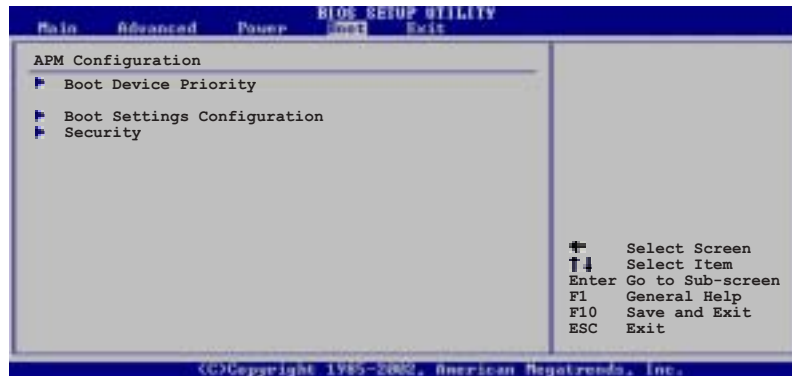 BIOS SETUP UTILITY
Main Advanced Power Boot Exit
APM Configuration
Boot Device Priority
Boot Settings Configuration
Security
Select Screen
Select Item
Enter Go to Sub-screen
F1 General Help
F10 Save and Exit
ESC Exit
(C)Copyright 1985-2002, American Megatrends, Inc.